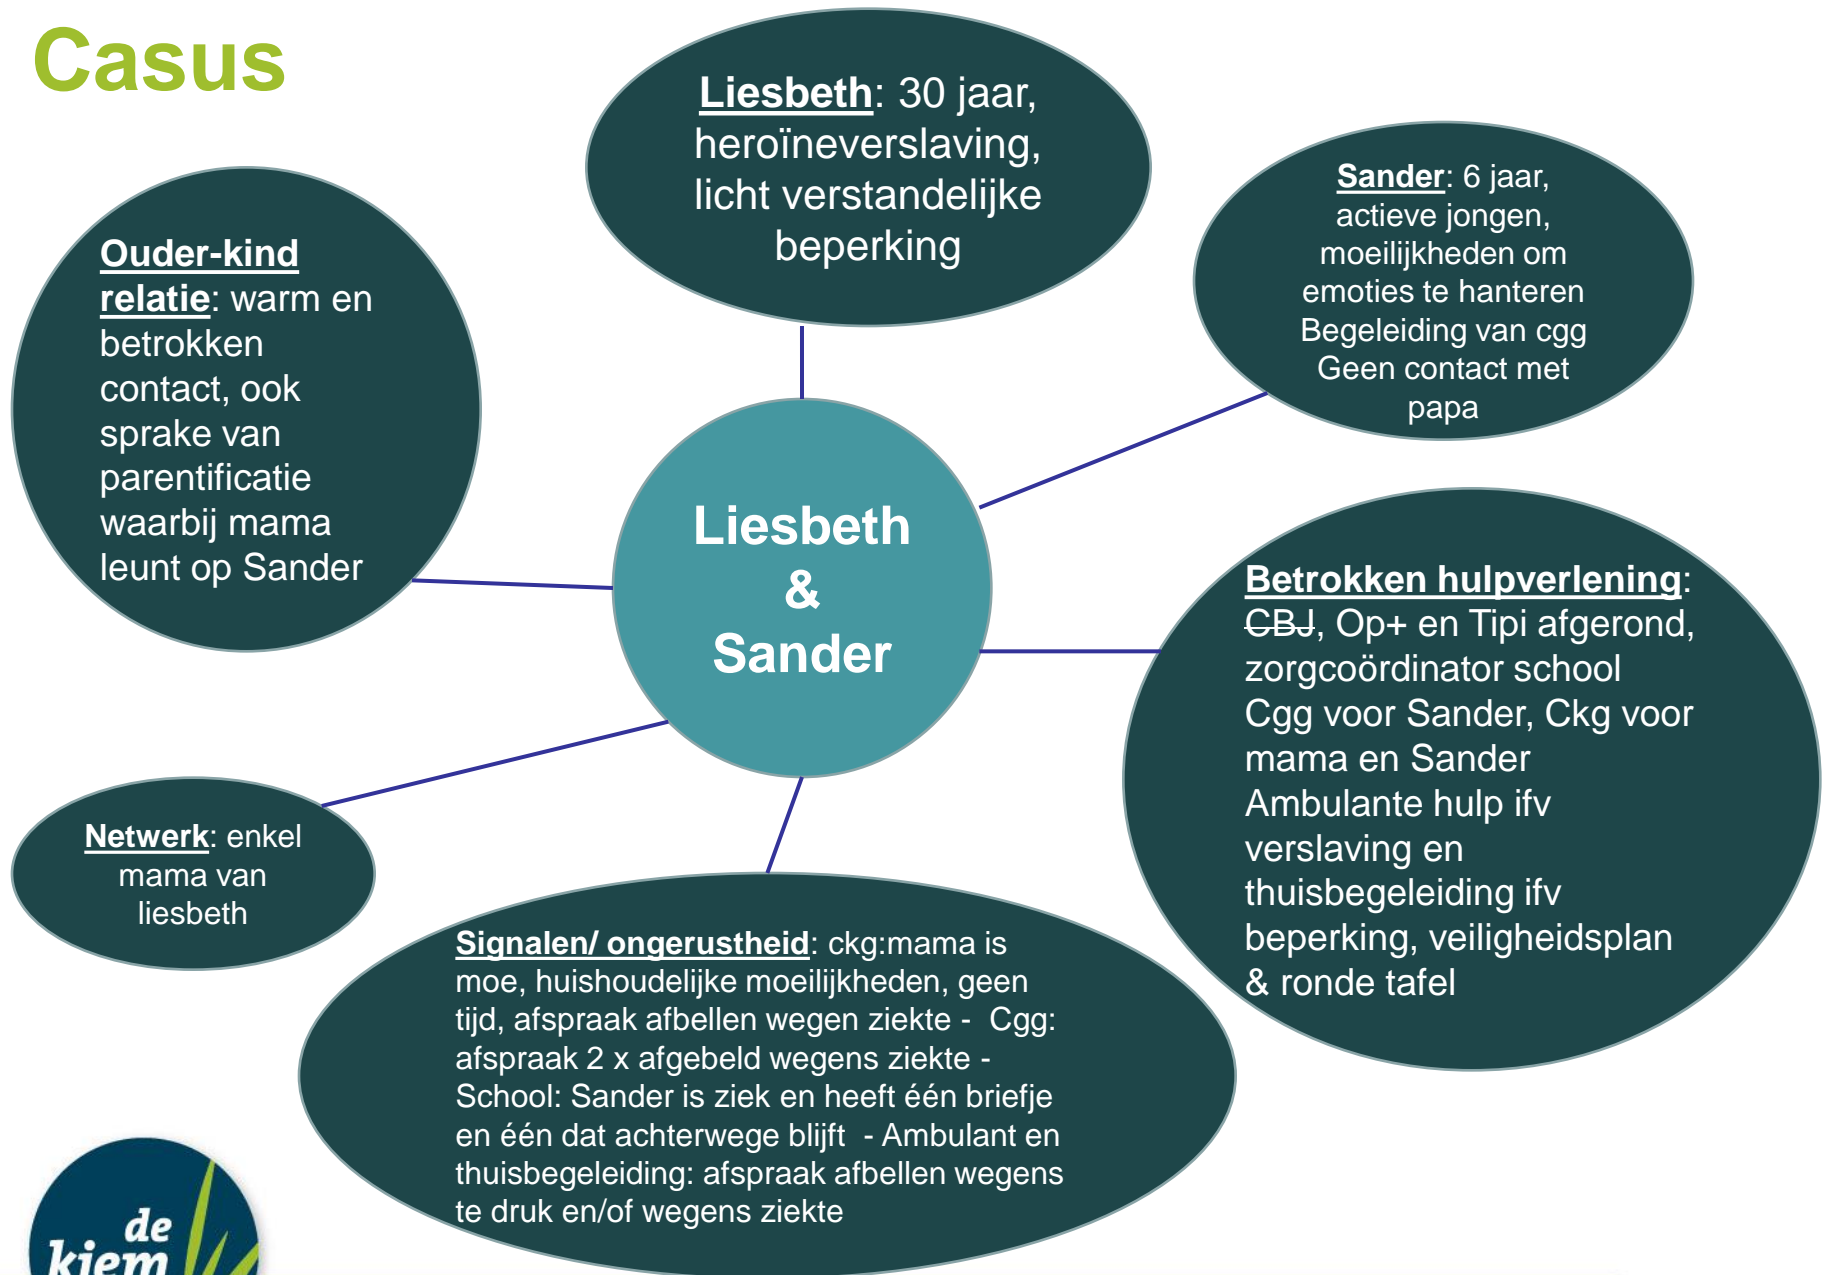 Casus
Liesbeth: 30 jaar,
heroïneverslaving,
licht verstandelijke
beperking
Sander: 6 jaar,
actieve jongen,
moeilijkheden om
emoties te hanteren
Begeleiding van cgg
Geen contact met
papa
Ouder-kind
relatie: warm en
betrokken
contact, ook
sprake van
parentificatie
waarbij mama
leunt op Sander
Liesbeth
&
Sander
Betrokken hulpverlening:
CBJ, Op+ en Tipi afgerond,
zorgcoördinator school
Cgg voor Sander, Ckg voor
mama en Sander
Ambulante hulp ifv
verslaving en
thuisbegeleiding ifv
beperking, veiligheidsplan
& ronde tafel
Netwerk: enkel
mama van
liesbeth
Signalen/ ongerustheid: ckg:mama is
moe, huishoudelijke moeilijkheden, geen
tijd, afspraak afbellen wegen ziekte - Cgg:
afspraak 2 x afgebeld wegens ziekte -
School: Sander is ziek en heeft één briefje
en één dat achterwege blijft - Ambulant en
thuisbegeleiding: afspraak afbellen wegens
te druk en/of wegens ziekte
de
kiem